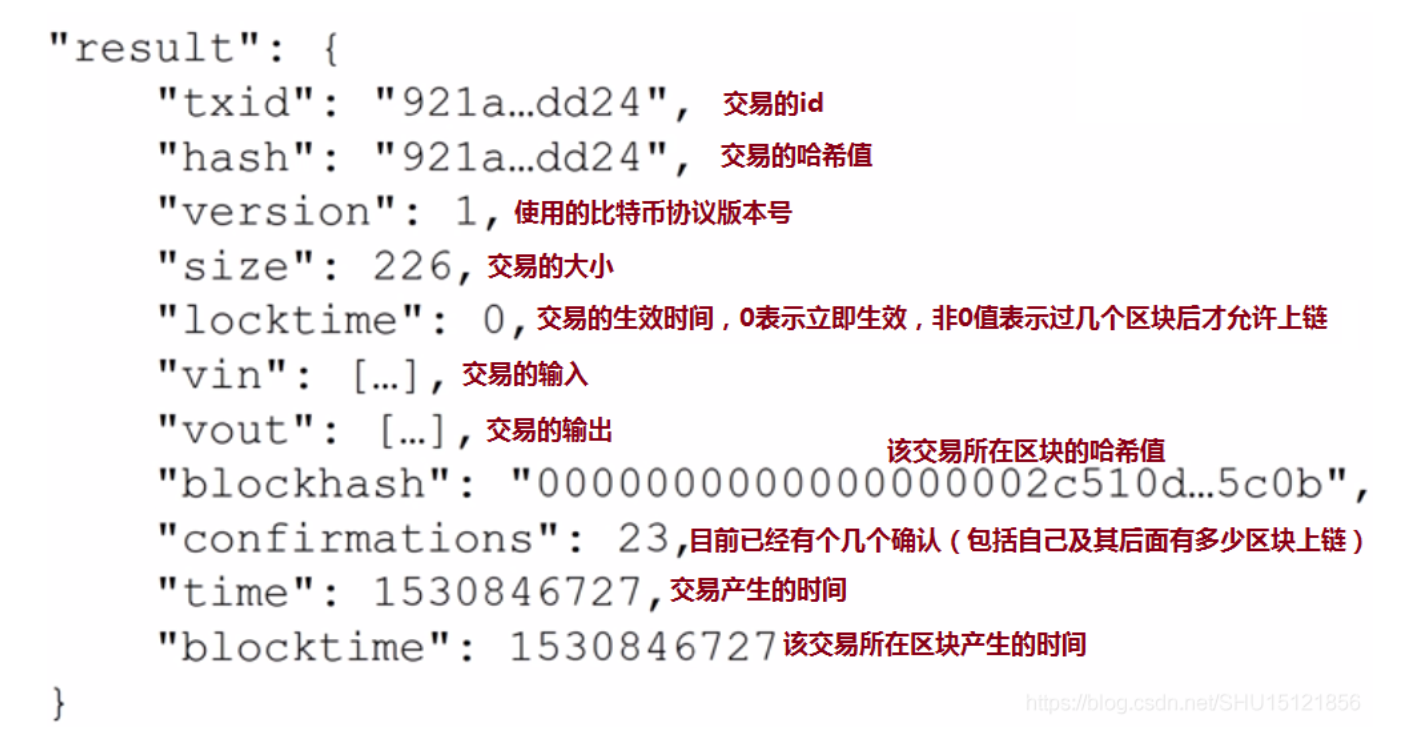 "result": {
"txid": "921a…dd24", 交易的id
"hash": "921a…dd24", 交易的哈希值
"version": 1, 使用的比特币协议版本号
"size": 226, 交易的大小
"locktime": 0, 交易的生效时间，0表示立即生效，非0值表示过几个区块后才允许上链
"vin": […], 交易的输入
"vout": […], 交易的输出
该交易所在区块的哈希值
"blockhash": "0000000000000000002c510d…5c0b",
"confirmations": 23, 目前已经有个几个确认（包括自己及其后面有多少区块上链）
"time": 1530846727, 交易产生的时间
"blocktime": 1530846727 该交易所在区块产生的时间
}
https://blog.csdn.net/SHU15121856